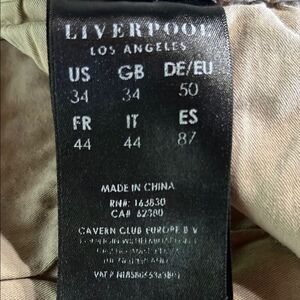 LIVERPOOL
LOS ANGELES
US GB DE/EU
34 34 50
FR IT ES
44 44 87
MADE IN CHINA
RN#: 163830
CA# 62380
CAVERN CLUB EUROPE B V